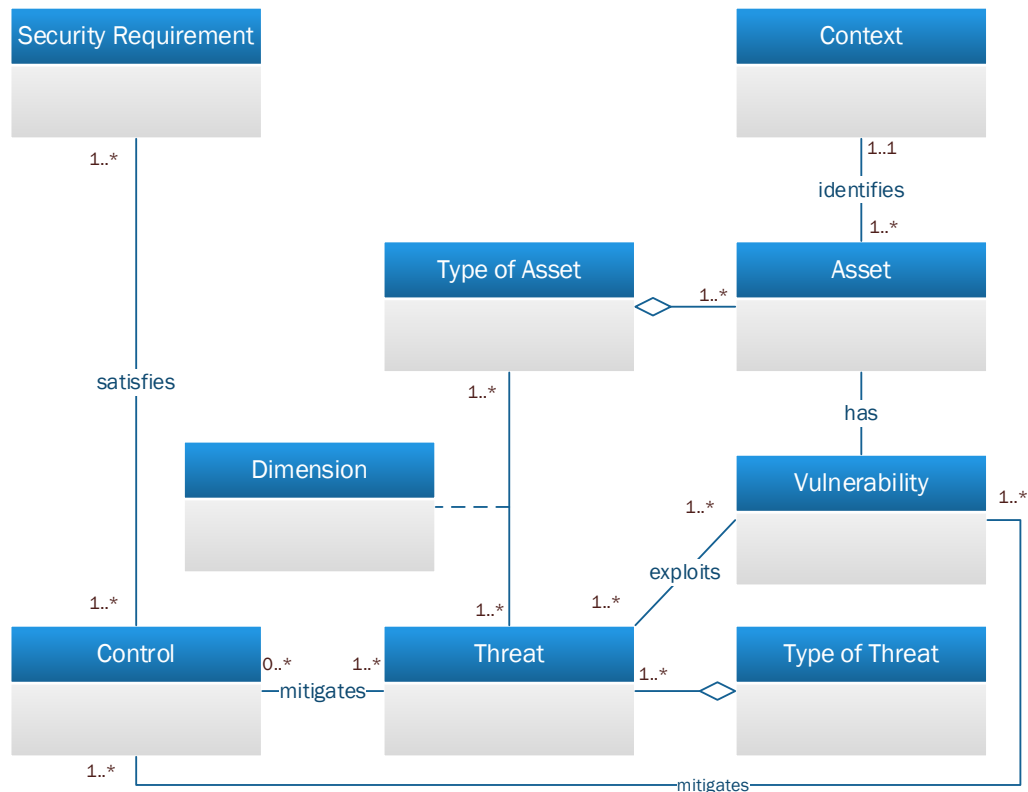 Security Requirement
Context
1..*
1..1
identifies
1..*
Type of Asset
Asset
1..*
satisfies
1..*
has
Dimension
Vulnerability
1..*
1..*
exploits
1..*
1..*
1..*
Control
Threat
Type of Threat
0..*
1..*
1..*
mitigates
1..*
mitigates